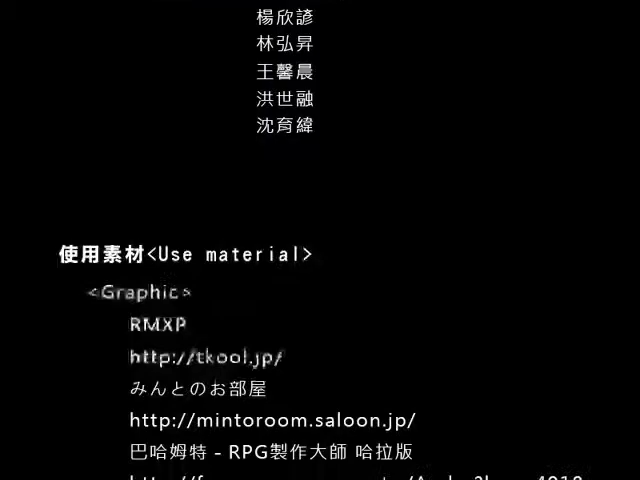 楊欣諺
林弘昇
王馨晨
洪世融
沈育緯
使用素材<Use material>
<Graphic>
RMXP
http://tkool.jp/
みんとのお部屋
http://mintoroom.saloon.jp/
巴哈姆特 - RPG製作大師 哈拉版